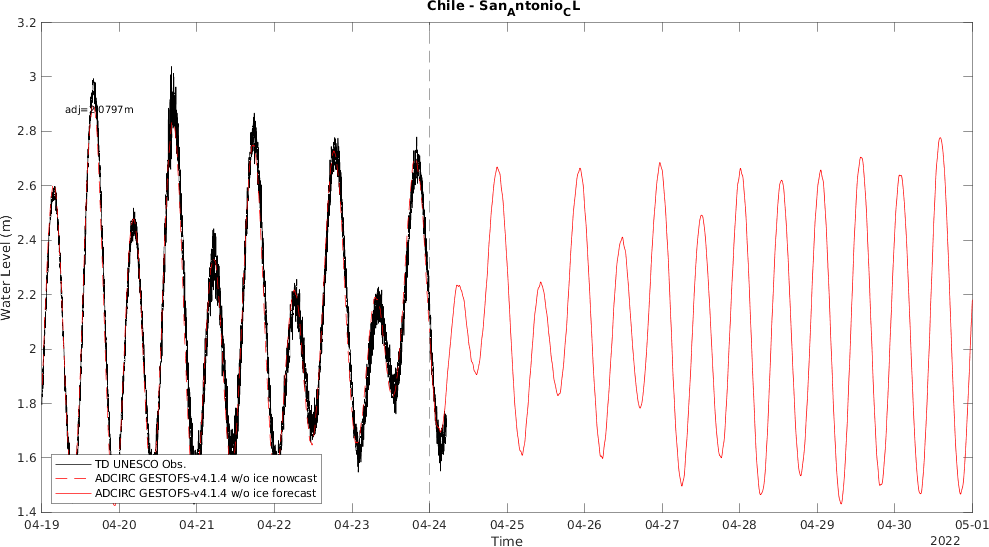 Chile - SanAntonioCL
3.2
3
2.8
2.6
2.4
2.2
2
1.8
1.6
1.4
Water Level (m)
adj=2.0797m
TD UNESCO Obs.
ADCIRC GESTOFS-v4.1.4 w/o ice nowcast
ADCIRC GESTOFS-v4.1.4 w/o ice forecast
04-19 04-20 04-21 04-22 04-23 04-24 04-25 04-26 04-27 04-28 04-29 04-30 05-01
Time
2022